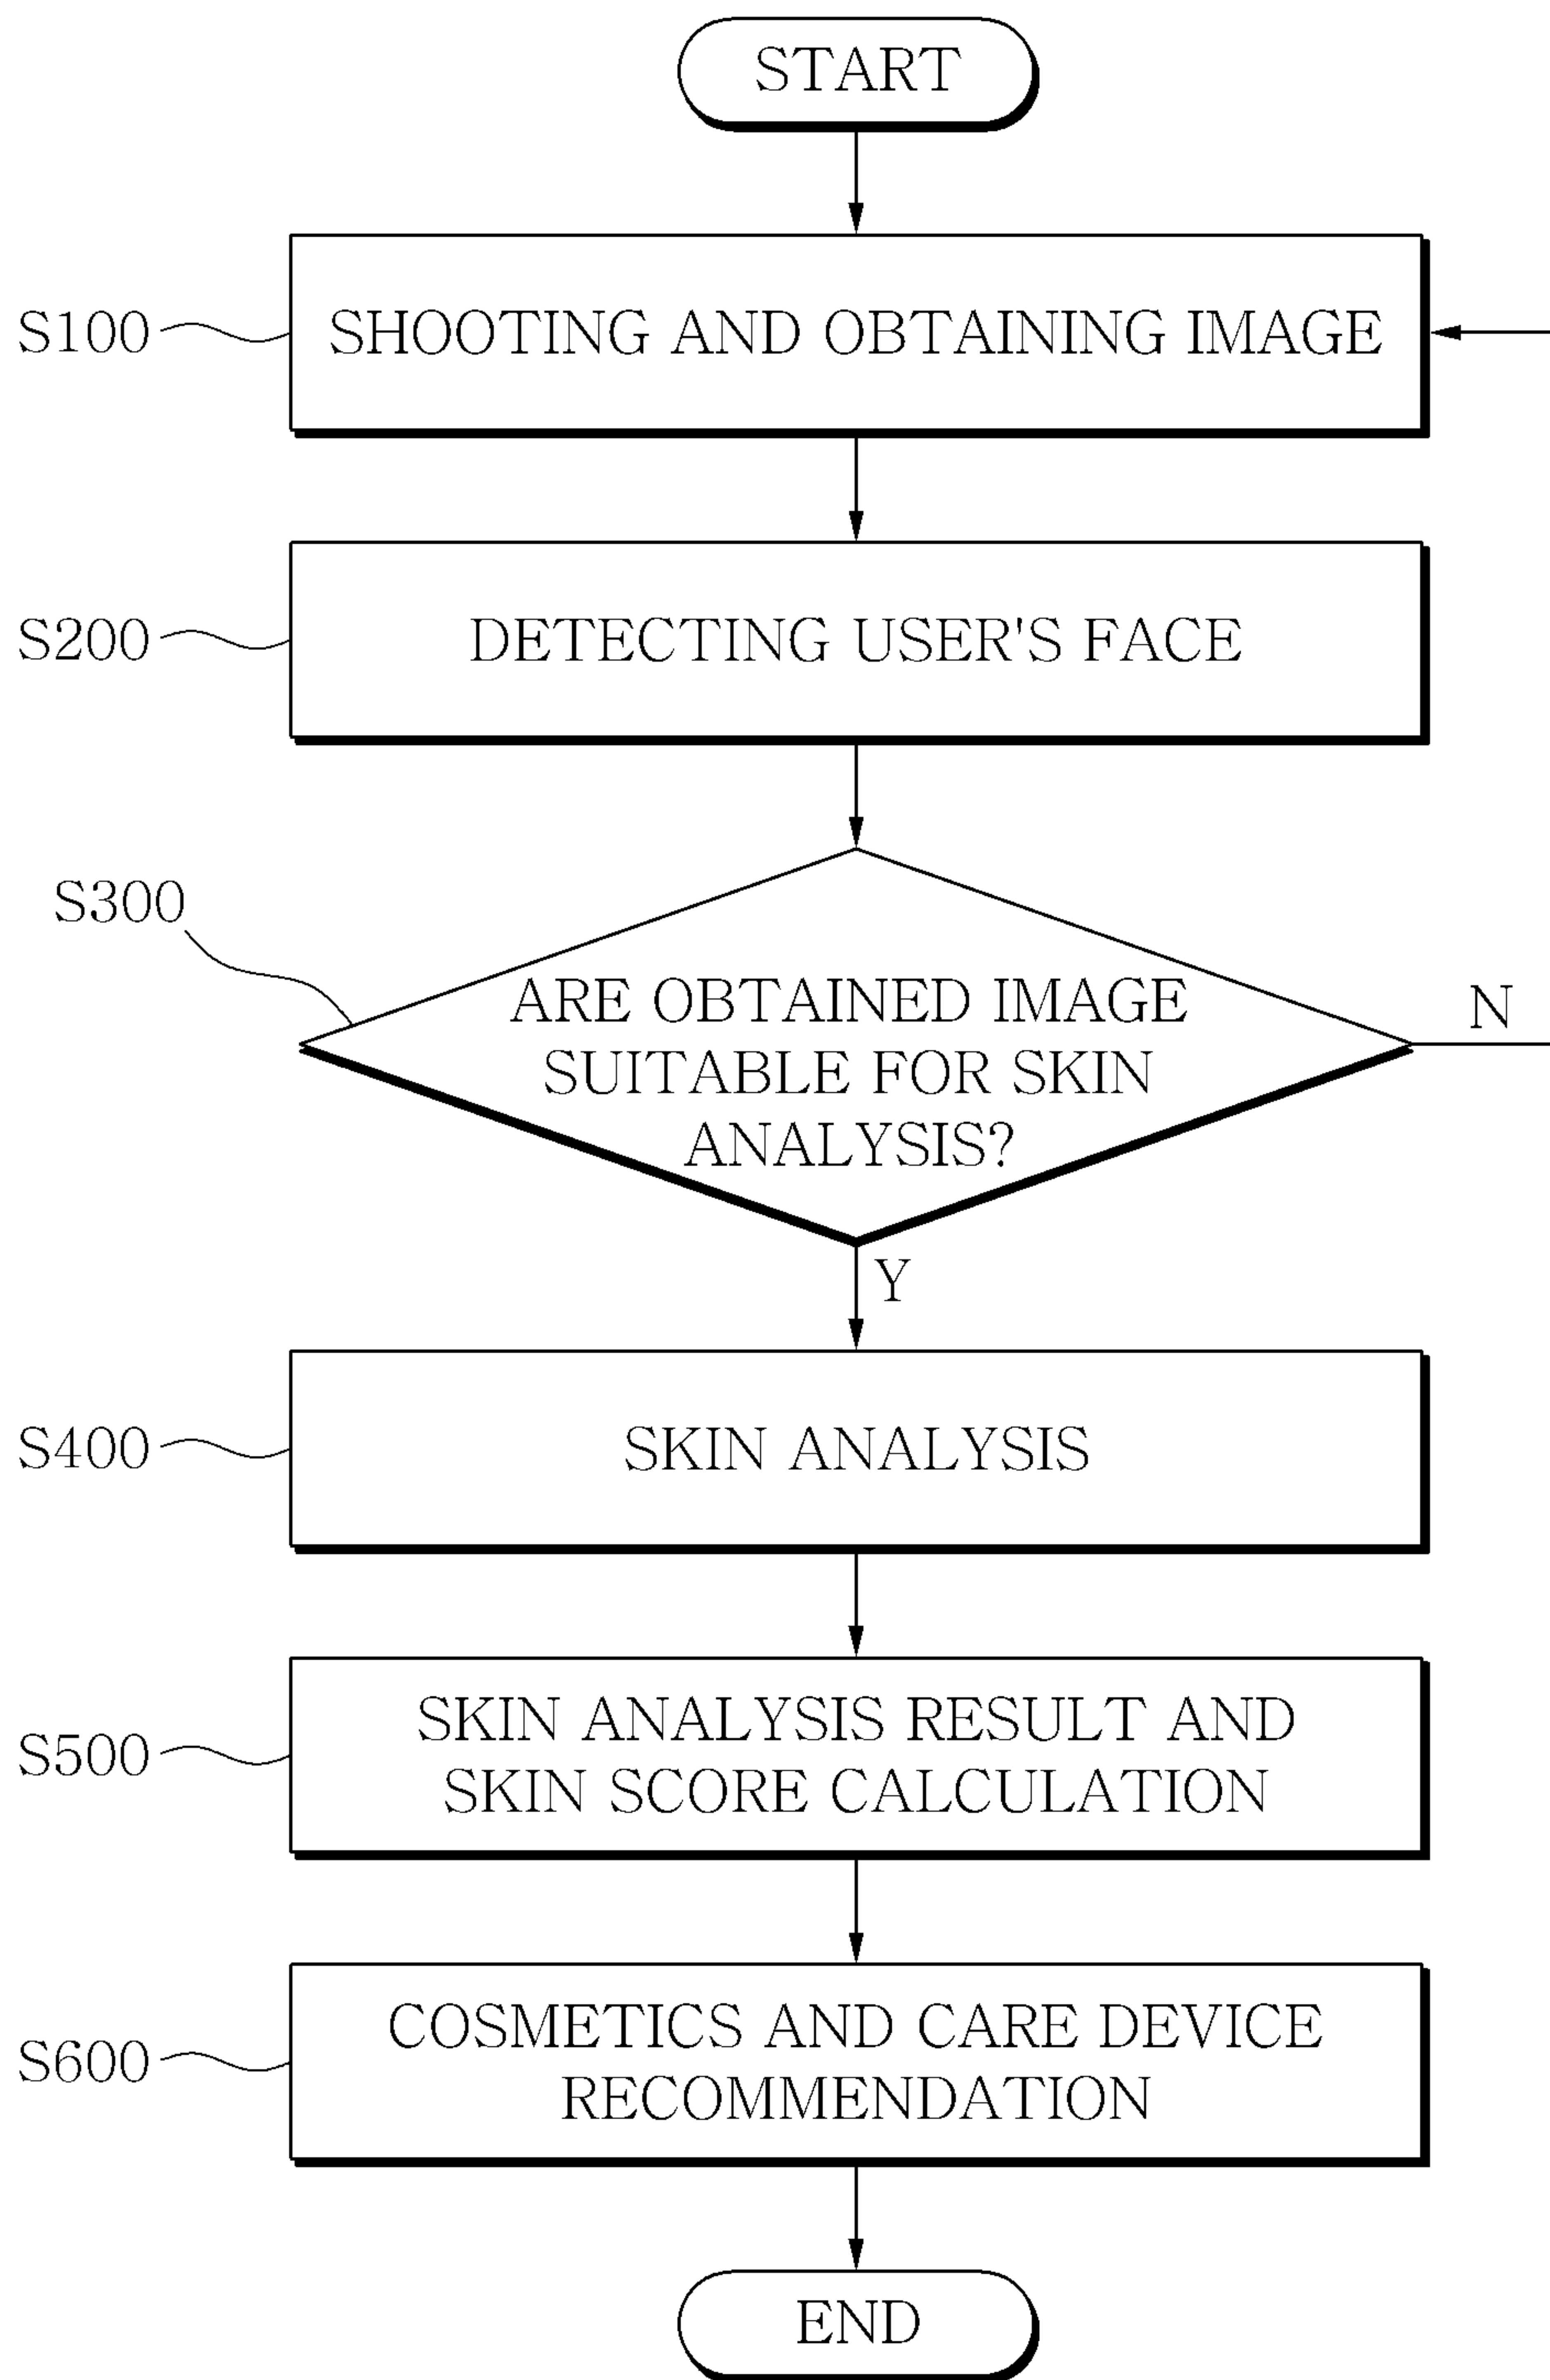 START
S100
SHOOTING AND OBTAINING IMAGE
S200
DETECTING USER'S FACE
S300
ARE OBTAINED IMAGE
SUITABLE FOR SKIN
ANALYSIS?
N
Y
S400
SKIN ANALYSIS
S500
SKIN ANALYSIS RESULT AND
SKIN SCORE CALCULATION
S600
COSMETICS AND CARE DEVICE
RECOMMENDATION
END